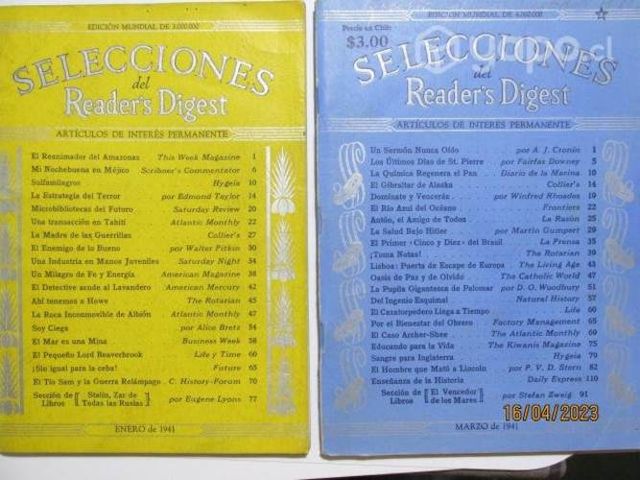 EDICIÓN MUNDIAL DE 3.000.000
SELECCIONES
del
Reader's Digest
ARTÍCULOS DE INTERÉS PERMANENTE
El Reanimador del Amazonas This Week Magazine 1
Mi Nochebuena en Méjico Scribner's Commentator 6
Sulfamilagros Hygeia 10
La Estrategia del Terror por Edmond Taylor 14
Microbibliotecas del Futuro Saturday Review 20
Una transacción en Tahití Atlantic Monthly 22
La Madre de las Guerrillas Collier's 27
El Enemigo de lo Bueno por Walter Pitkin 30
Una Industria en Manos Juveniles Saturday Night 34
Un Milagro de Fe y Energía American Magazine 38
El Detective acude al Lavandero American Mercury 42
Ahí tenemos a Howe The Rotarian 45
La Roca Inconmovible de Albión Atlantic Monthly 47
Soy Ciega por Alice Bretz 54
El Mar es una Mina Business Week 58
El Pequeño Lord Beaverbrook Life y Time 60
¡Sio igual para la ceba! Future 65
El Tío Sam y la Guerra Relámpago C. History-Forum 70
Sección de Libros [ Stalin, Zar de Todas las Rusias ] por Eugene Lyons 77
ENERO de 1941
EDICION MUNDIAL DE 4.000.000
Precio en Chile
$3.00
SELECCIONES
del
Reader's Digest
yapo.cl
ARTÍCULOS DE INTERÉS PERMANENTE
Un Sermón Nunca Oído por A. J. Cronin 1
Los Últimos Días de St. Pierre por Fairfax Downey 5
La Química Regenera el Pan Diario de la Marina 10
El Gibraltar de Alaska Collier's 14
Domínate y Vencerás por Winfred Rhoades 19
El Río Azul del Océano Frontiers 22
Antón, el Amigo de Todos La Razón 25
La Salud Bajo Hitler por Martin Gumpert 29
El Primer "Cinco y Diez" del Brasil La Prensa 35
¡Toma Notas! The Rotarian 39
Lisboa: Puerta de Escape de Europa The Living Age 43
Oasis de Paz y de Olvido The Catholic World 47
La Pupila Gigantesca de Palomar por D. O. Woodbury 51
Del Ingenio Esquimal Natural History 57
El Cazatorpedero Llega a Tiempo Life 60
Por el Bienestar del Obrero Factory Management 65
El Caso Archer-Shee The Atlantic Monthly 69
Educando para la Vida The Kiwanis Magazine 75
Sangre para Inglaterra Hygeia 79
El Hombre que Mató a Lincoln por P. V. D. Stern 82
Enseñanza de la Historia Daily Express 110
Sección de Libros [ El Vencedor de los Mares ] por Stefan Zweig 91
MARZO de 1941
16/04/2023